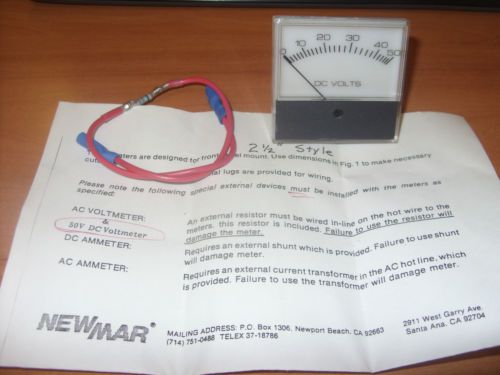 0 10 20 30 40 50
DC VOLTS
2½" Style
meters are designed for front mount. Use dimensions in Fig. 1 to make necessary
lugs are provided for wiring.
Please note the following special external devices must be installed with the meters as
specified:
AC VOLTMETER:
&
50V DC Voltmeter
An external resistor must be wired in-line on the hot wire to the
meters. this resistor is included. Failure to use the resistor will
damage the meter.
DC AMMETER:
Requires an external shunt which is provided. Failure to use shunt
will damage meter.
AC AMMETER:
Requires an external current transformer in the AC hot line, which
is provided. Failure to use the transformer will damage meter.
NEWMAR®
MAILING ADDRESS: P.O. Box 1306, Newport Beach, CA 92663
(714) 751-0488 TELEX 37-18786
2911 West Garry Ave.
Santa Ana, CA 92704